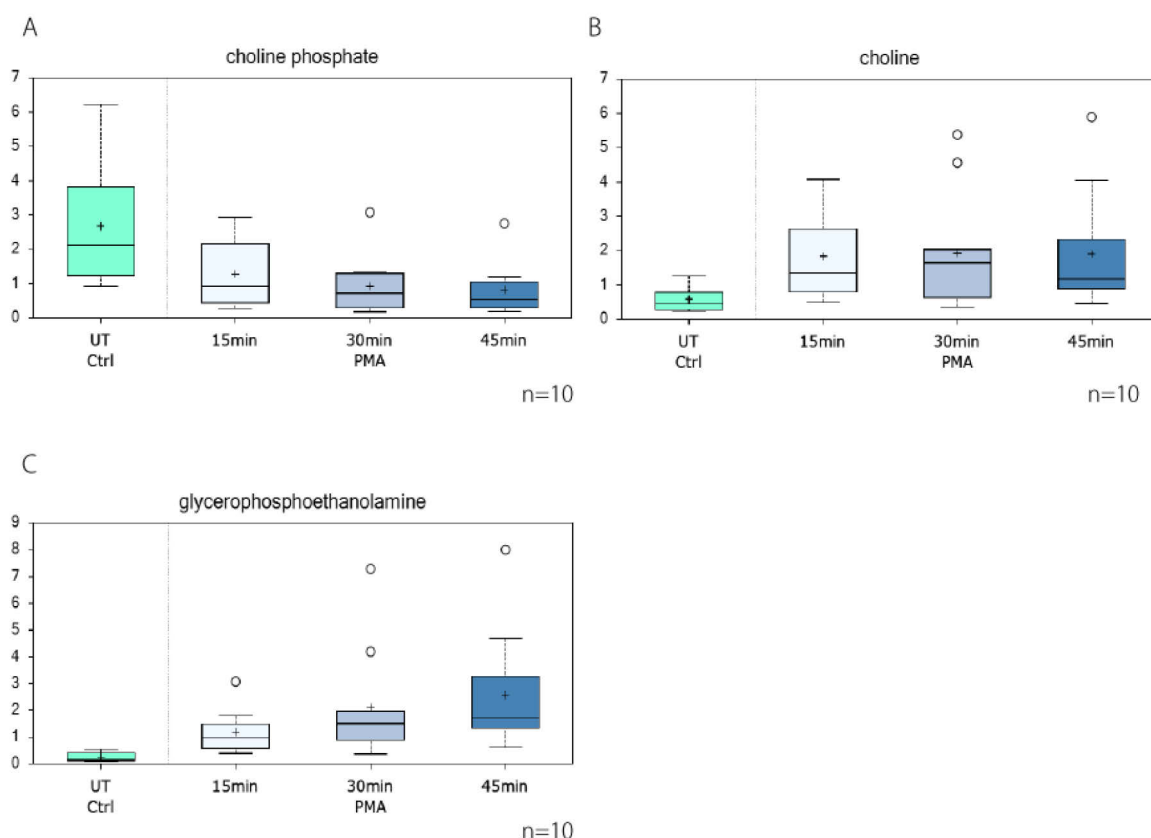 A
choline phosphate
7
6
5
4
3
2
1
0
UT 15min 30min 45min
Ctrl PMA
n=10
B
choline
7
6
5
4
3
2
1
0
UT 15min 30min 45min
Ctrl PMA
n=10
C
glycerophosphoethanolamine
9
8
7
6
5
4
3
2
1
0
UT 15min 30min 45min
Ctrl PMA
n=10